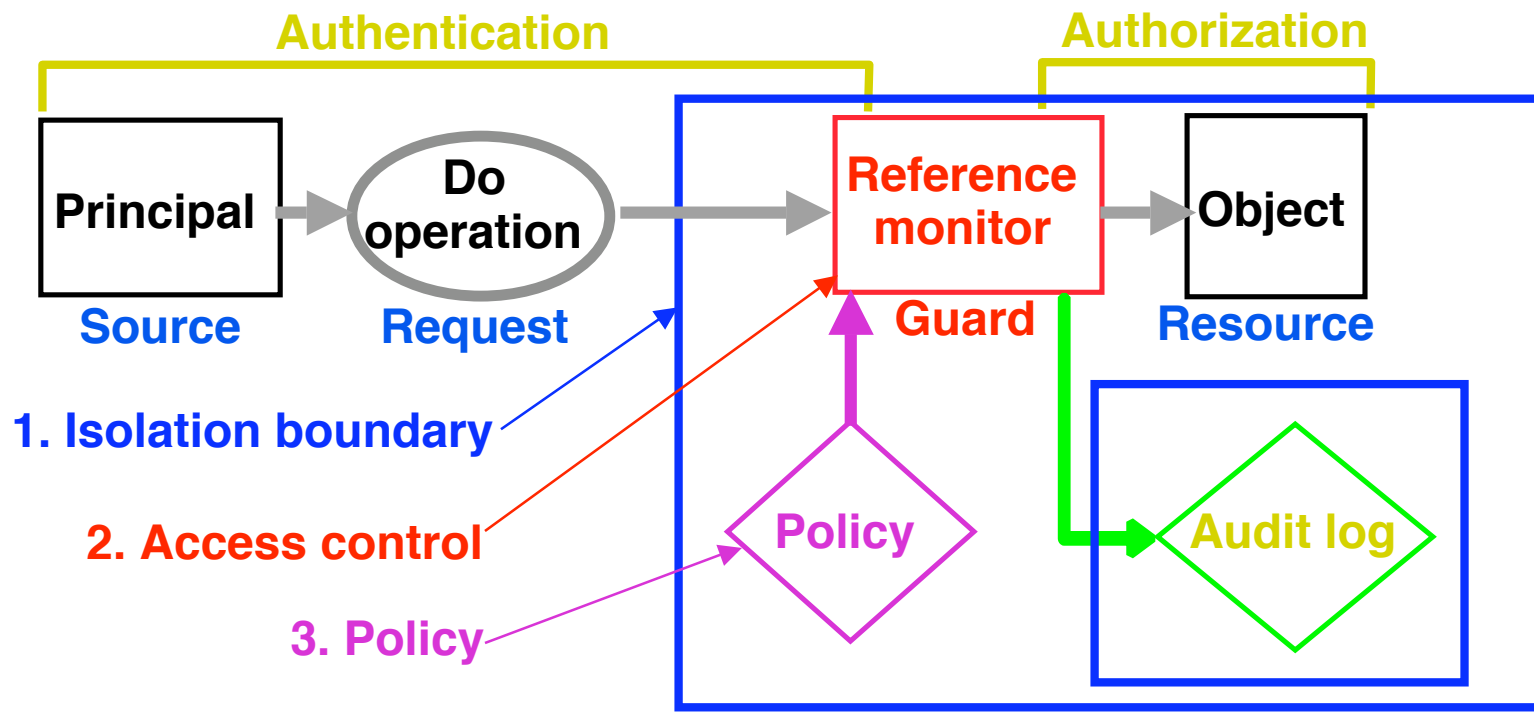 Authentication
Authorization
Principal
Do
operation
Reference
monitor
Object
Source
Request
Guard
Resource
1. Isolation boundary
2. Access control
Policy
Audit log
3. Policy